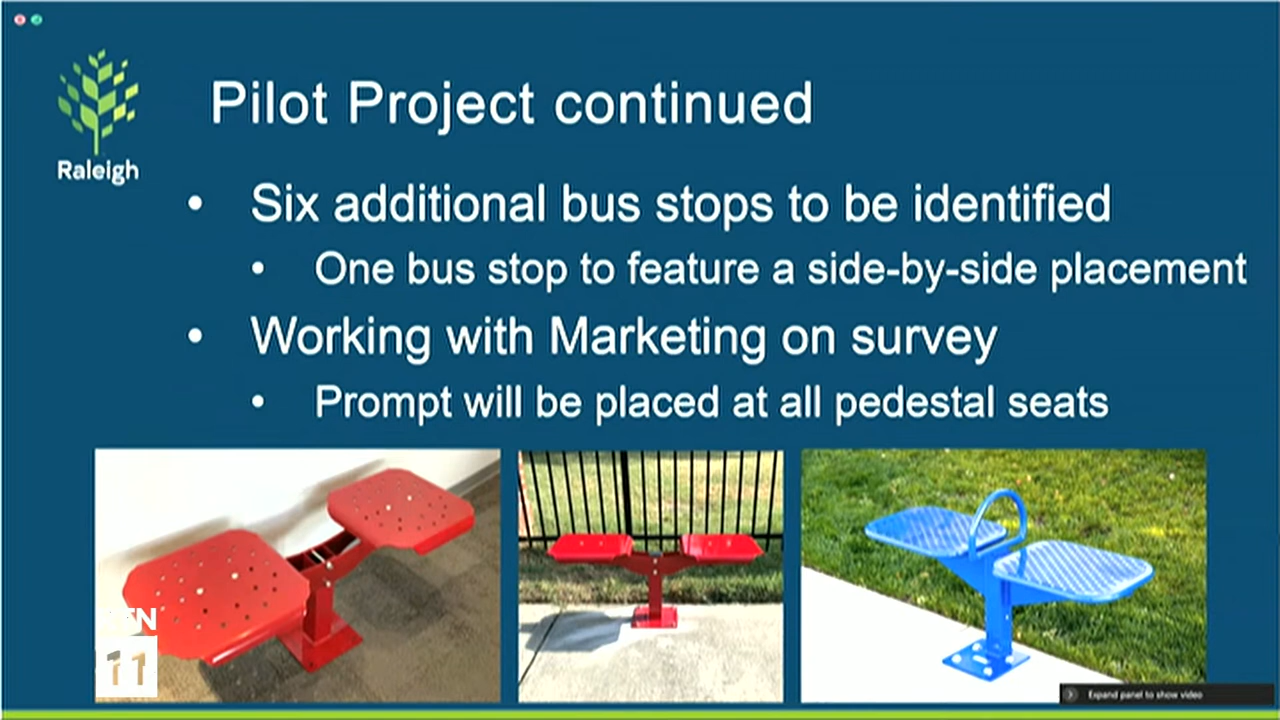 Raleigh
Pilot Project continued
• Six additional bus stops to be identified
• One bus stop to feature a side-by-side placement
• Working with Marketing on survey
• Prompt will be placed at all pedestal seats
11
Expand panel to show video